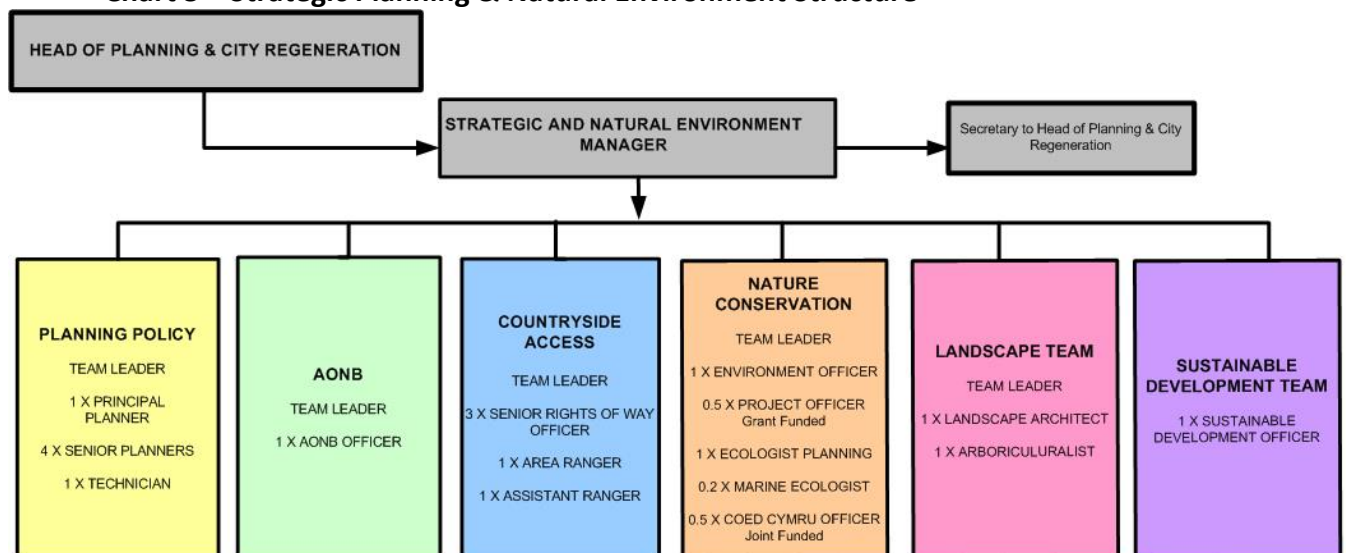 HEAD OF PLANNING & CITY REGENERATION
STRATEGIC AND NATURAL ENVIRONMENT
MANAGER
Secretary to Head of Planning & City
Regeneration
PLANNING POLICY
TEAM LEADER
1 X PRINCIPAL
PLANNER
4 X SENIOR PLANNERS
1 X TECHNICIAN
AONB
TEAM LEADER
1 X AONB OFFICER
COUNTRYSIDE
ACCESS
TEAM LEADER
3 X SENIOR RIGHTS OF WAY
OFFICER
1 X AREA RANGER
1 X ASSISTANT RANGER
NATURE
CONSERVATION
TEAM LEADER
1 X ENVIRONMENT OFFICER
0.5 X PROJECT OFFICER
Grant Funded
1 X ECOLOGIST PLANNING
0.2 X MARINE ECOLOGIST
0.5 X COED CYMRU OFFICER
Joint Funded
LANDSCAPE TEAM
TEAM LEADER
1 X LANDSCAPE ARCHITECT
1 X ARBORICULURALIST
SUSTAINABLE
DEVELOPMENT TEAM
1 X SUSTAINABLE
DEVELOPMENT OFFICER